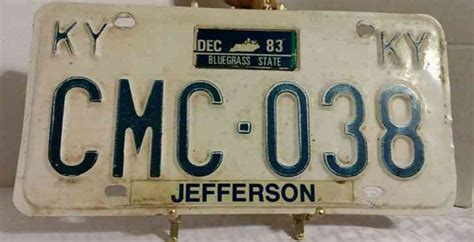 KY DEC 83 KY
BLUEGRASS STATE
CMC·038
JEFFERSON